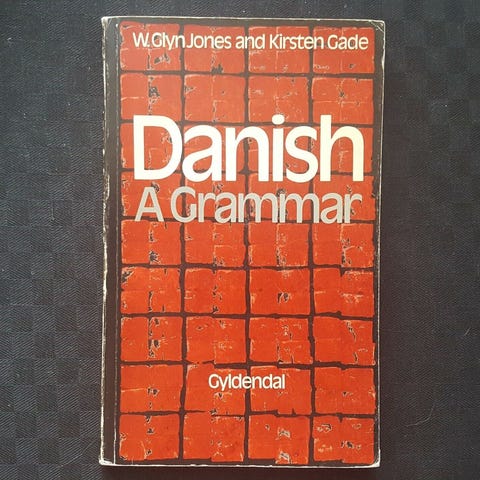 W. Glyn Jones and Kirsten Gade
Danish
A Grammar
Gyldendal